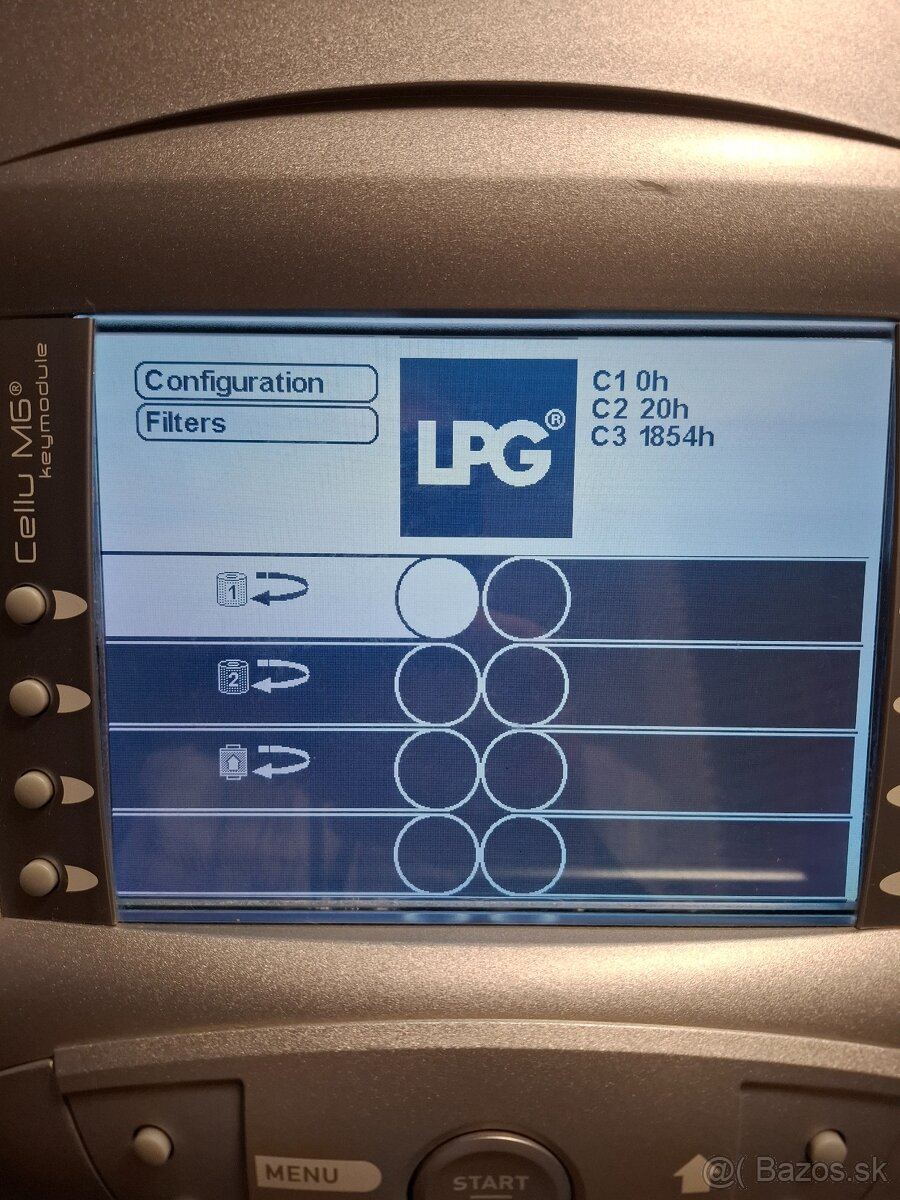 Cellu M6®
keymodule
Configuration
Filters
LPG®
C1 0h
C2 20h
C3 1854h
1
2
MENU
START
@( Bazos.sk